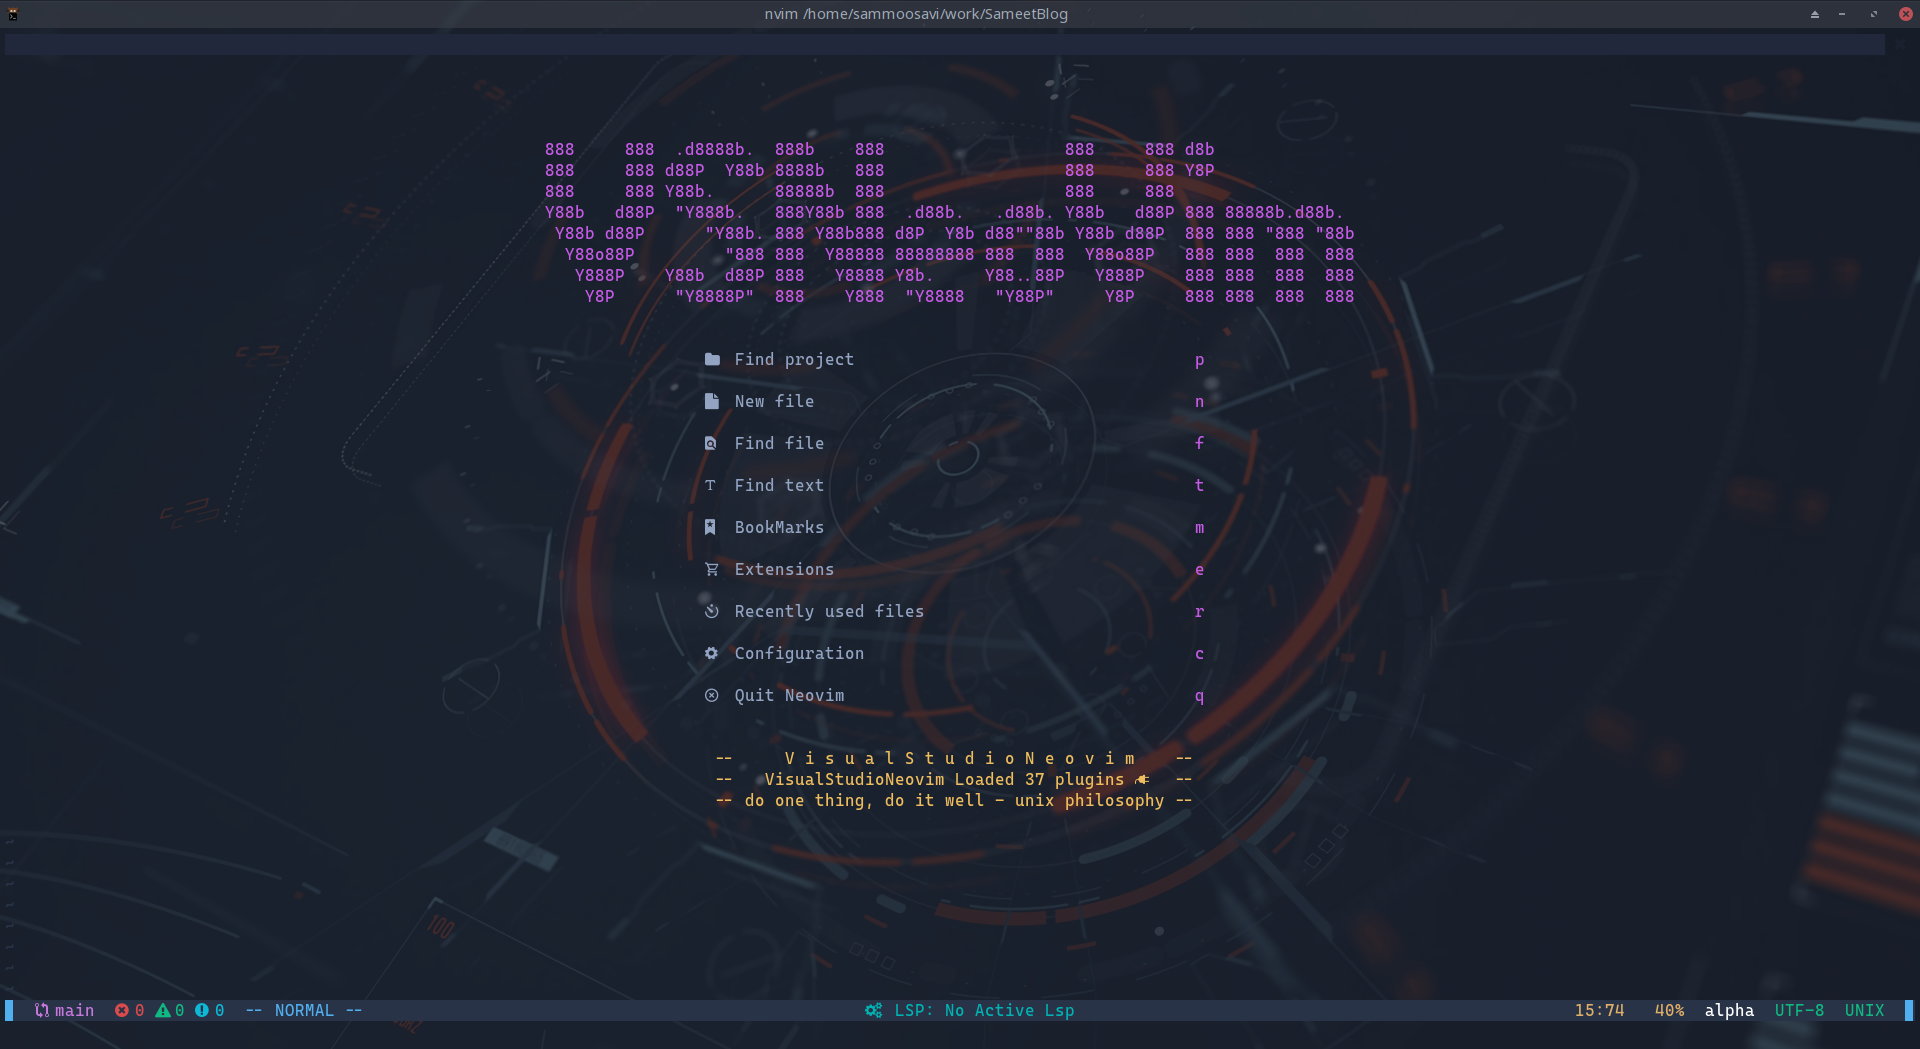 nvim /home/sammoosavi/work/SameetBlog
888     888  .d8888b.  888b    888                  888     888 d8b
888     888 d88P  Y88b 8888b   888                  888     888 Y8P
888     888 Y88b.      88888b  888                  888     888
Y88b   d88P  "Y888b.   888Y88b 888  .d88b.   .d88b. Y88b   d88P 888 88888b.d88b.
 Y88b d88P      "Y88b. 888 Y88b888 d8P  Y8b d88""88b Y88b d88P  888 888 "888 "88b
  Y88o88P         "888 888  Y88888 88888888 888  888  Y88o88P   888 888  888  888
   Y888P    Y88b  d88P 888   Y8888 Y8b.     Y88..88P   Y888P    888 888  888  888
    Y8P      "Y8888P"  888    Y888  "Y8888   "Y88P"     Y8P     888 888  888  888
Find project p
New file n
Find file f
Find text t
BookMarks m
Extensions e
Recently used files r
Configuration c
Quit Neovim q
-- V i s u a l S t u d i o N e o v i m --
-- VisualStudioNeovim Loaded 37 plugins --
-- do one thing, do it well - unix philosophy --
100
main 0 0 0 -- NORMAL -- LSP: No Active Lsp 15:74 40% alpha UTF-8 UNIX